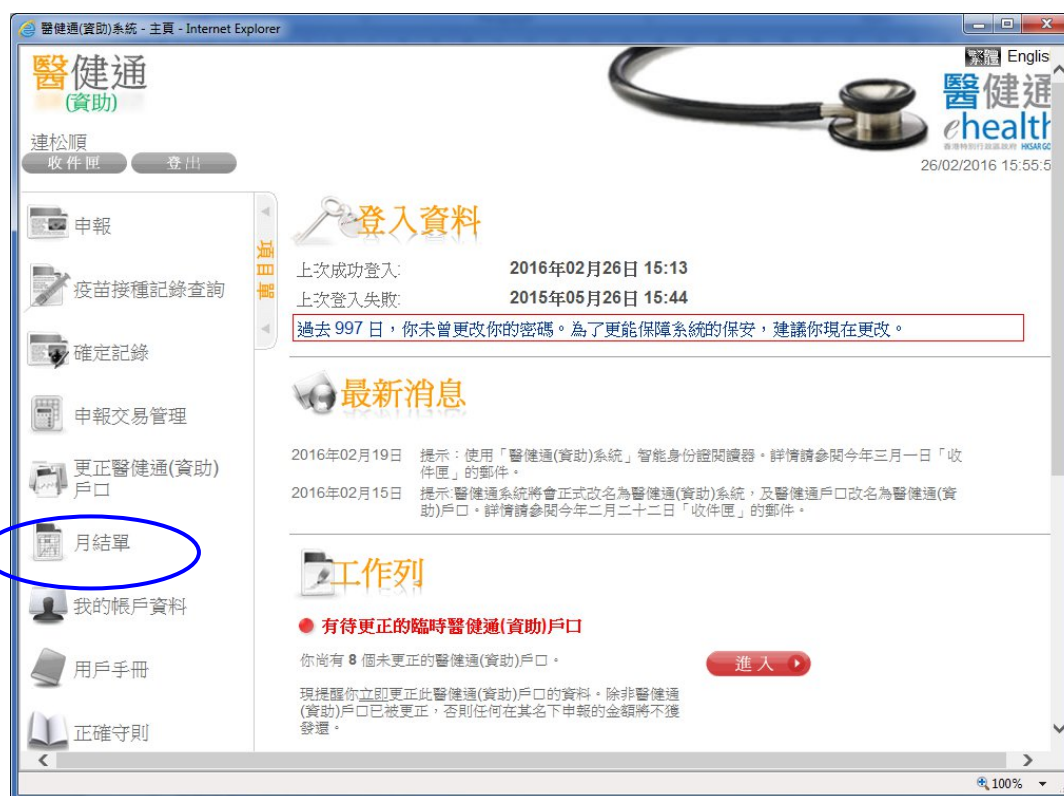 醫健通(資助)系統 - 主頁 - Internet Explorer
醫健通
(資助)
連松順
收件匣
登出
繁體 Englis
醫健通
ehealth
香港特別行政區政府 HKSAR GO
26/02/2016 15:55:5
申報
疫苗接種記錄查詢
確定記錄
申報交易管理
更正醫健通(資助)
戶口
月結單
我的帳戶資料
用戶手冊
正確守則
項目單
登入資料
上次成功登入: 2016年02月26日 15:13
上次登入失敗: 2015年05月26日 15:44
過去 997 日，你未曾更改你的密碼。為了更能保障系統的保安，建議你現在更改。
最新消息
2016年02月19日 提示：使用「醫健通(資助)系統」智能身份證閱讀器。詳情請參閱今年三月一日「收
件匣」的郵件。
2016年02月15日 提示:醫健通系統將會正式改名為醫健通(資助)系統，及醫健通戶口改名為醫健通(資
助)戶口。詳情請參閱今年二月二十二日「收件匣」的郵件。
工作列
有待更正的臨時醫健通(資助)戶口
你尚有 8 個未更正的醫健通(資助)戶口。
進入
現提醒你立即更正此醫健通(資助)戶口的資料。除非醫健通
(資助)戶口已被更正，否則任何在其名下申報的金額將不獲
發還。
100%